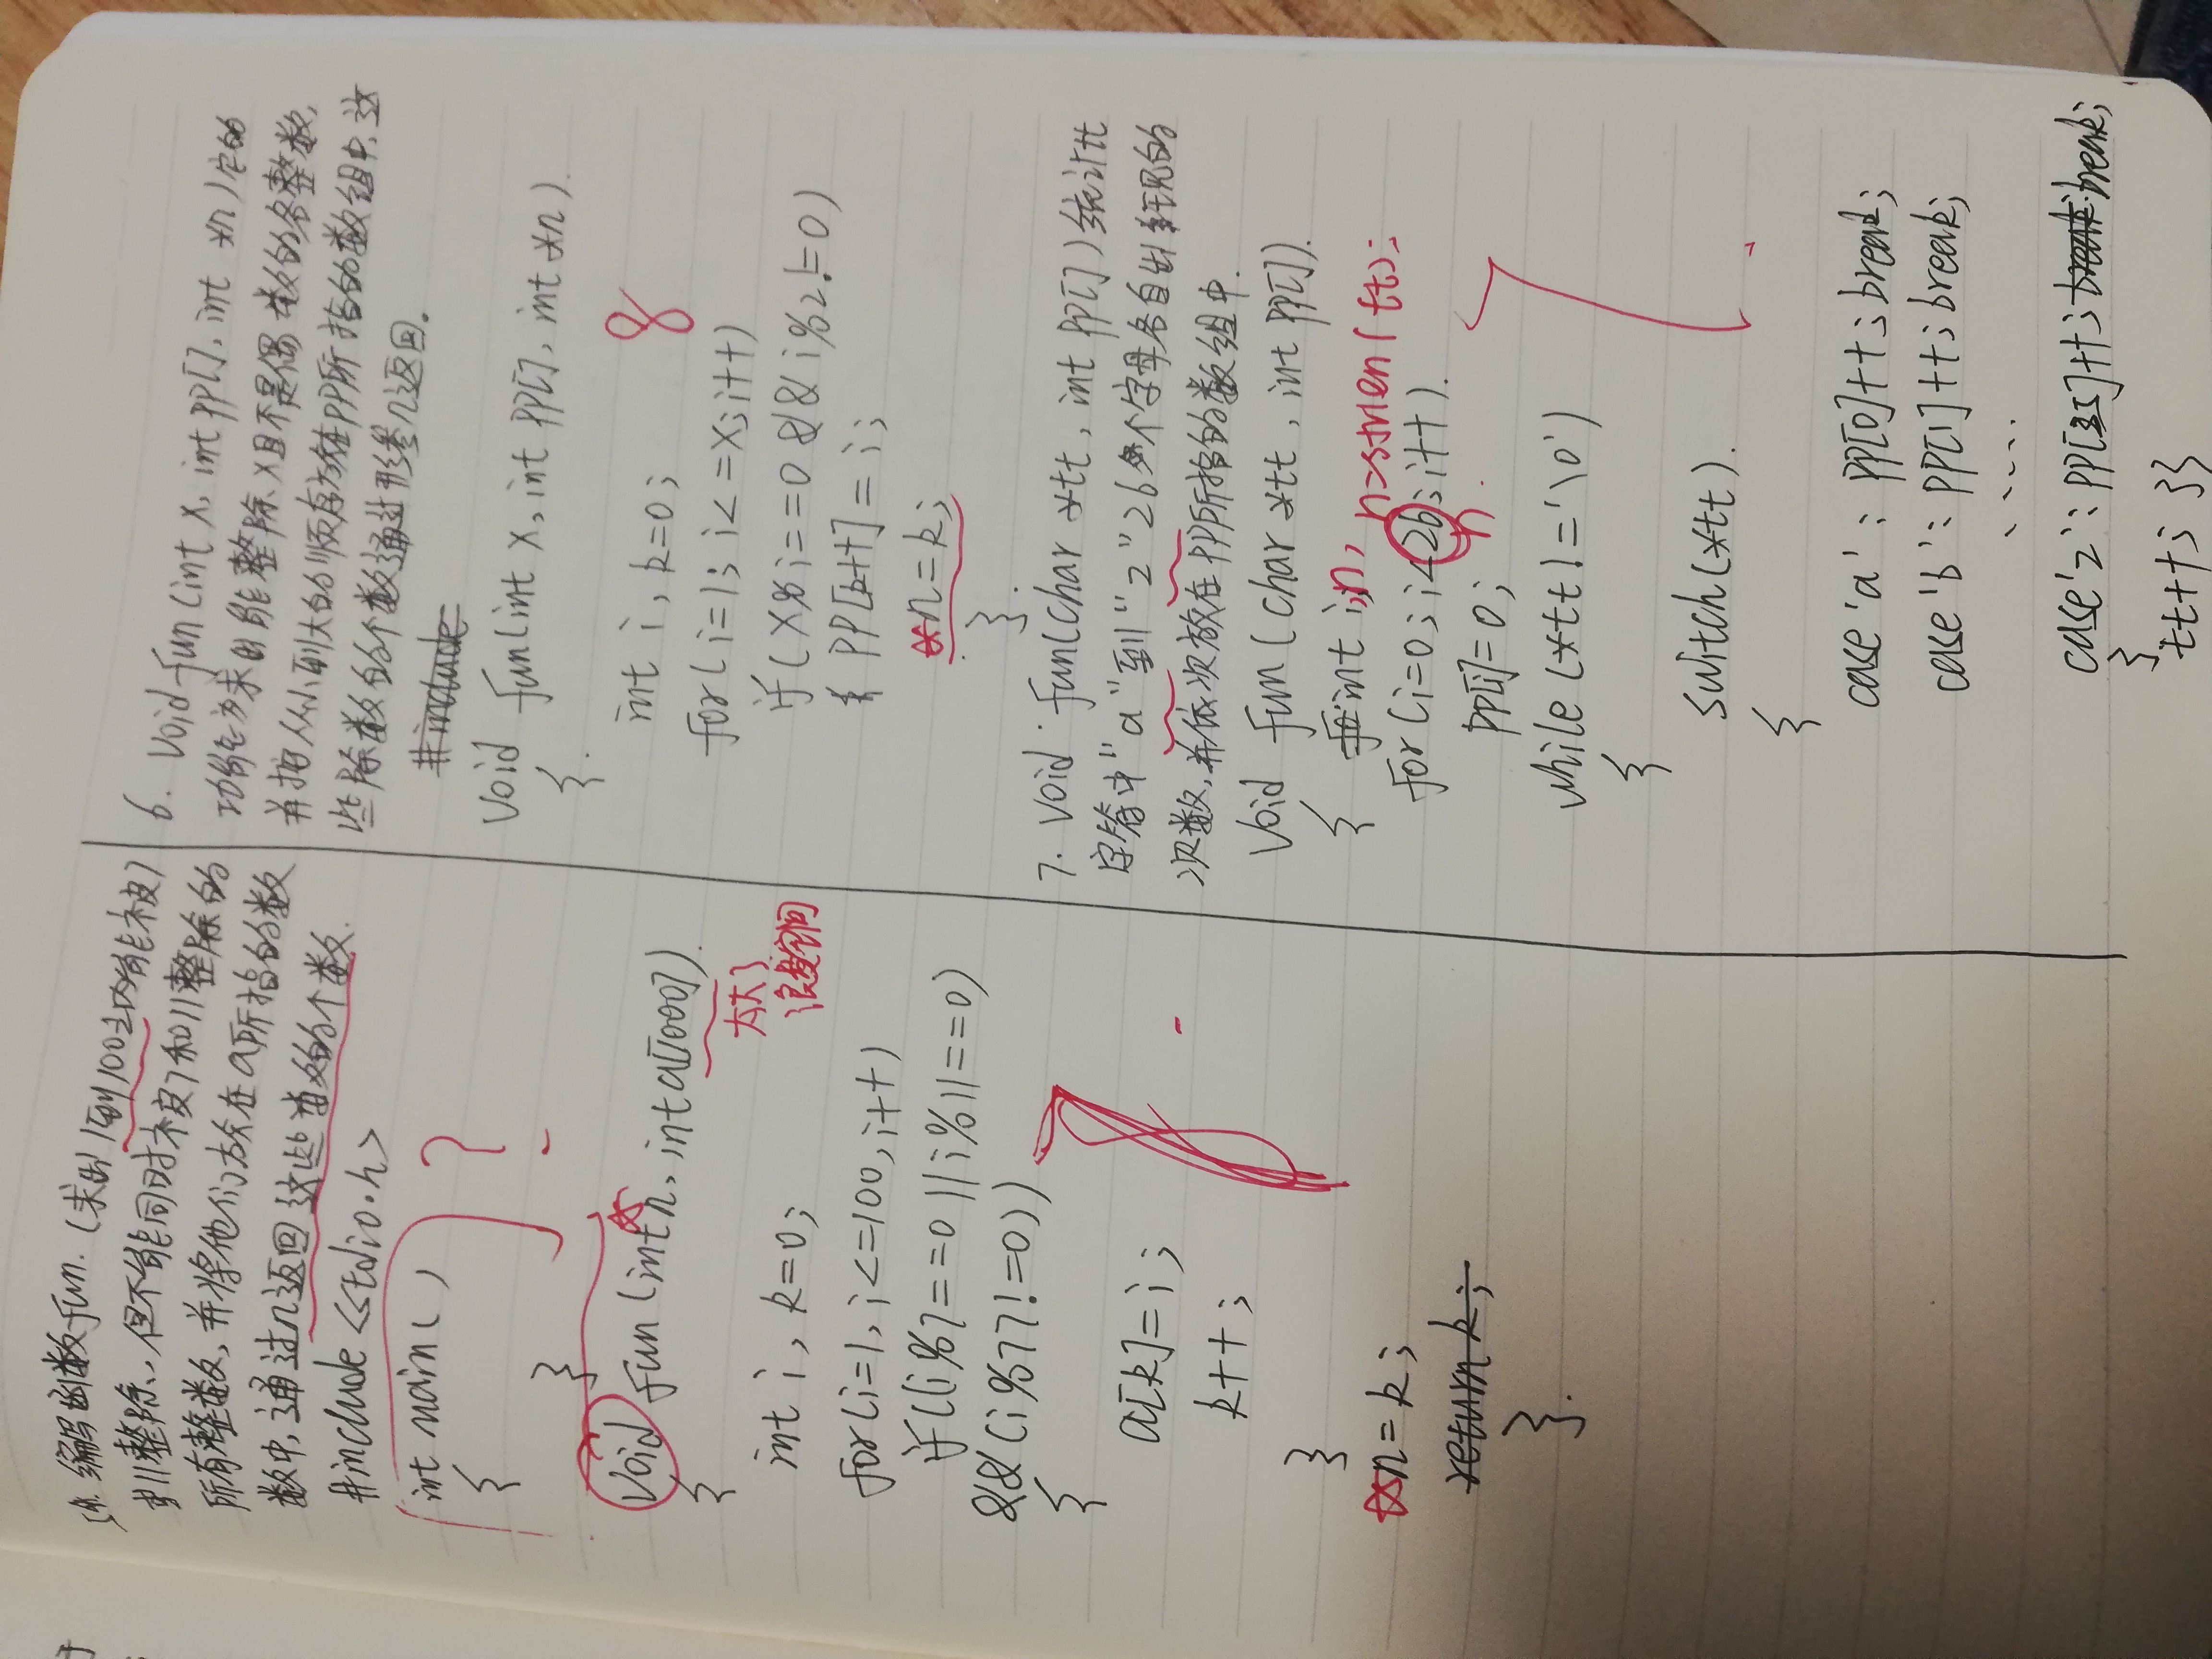 5. 编写函数fun.(求出1到100之内能被7
或11整除,但不能同时被7和11整除的
所有整数,并将他们放在a所指的数
数中,通过n返回这些数的个数.
#include <stdio.h>
int main()
{
}
void fun(int *n, int a[1000]).
太大了
浪费空间
{
int i, k=0;
for(i=1, i<=100, i++)
if((i%7==0||i%11==0)
&&(i%77!=0))
{
a[k]=i;
k++;
}
*n=k;
return k;
}.
6. void fun(int x, int pp[], int *n)它的
功能为求出能整除x且不是偶数的各整数,
并按从小到大的顺序存放在pp所指的数组中,这
些除数的个数通过形参n返回。
#include
void fun(int x, int pp[], int *n).
{.
int i, k=0;
for(i=1; i<=x; i++)
if(x%i==0 && i%2!=0)
pp[k++]=i;
*n=k;
}.
7. void fun(char *tt, int pp[])统计tt
字符中"a"到"z"26个字母各自出现的
次数,并依次放在pp所指的数组中.
void fun(char *tt, int pp[]).
{
int i,n, n=strlen(tt);
for(i=0; i<26; i++).
n
pp[i]=0;
while(*tt!='\0')
{
switch(*tt).
{
case 'a': pp[0]++; break;
case 'b': pp[1]++; break;
.....
case 'z': pp[25]++; break; break;
}
tt++; }}